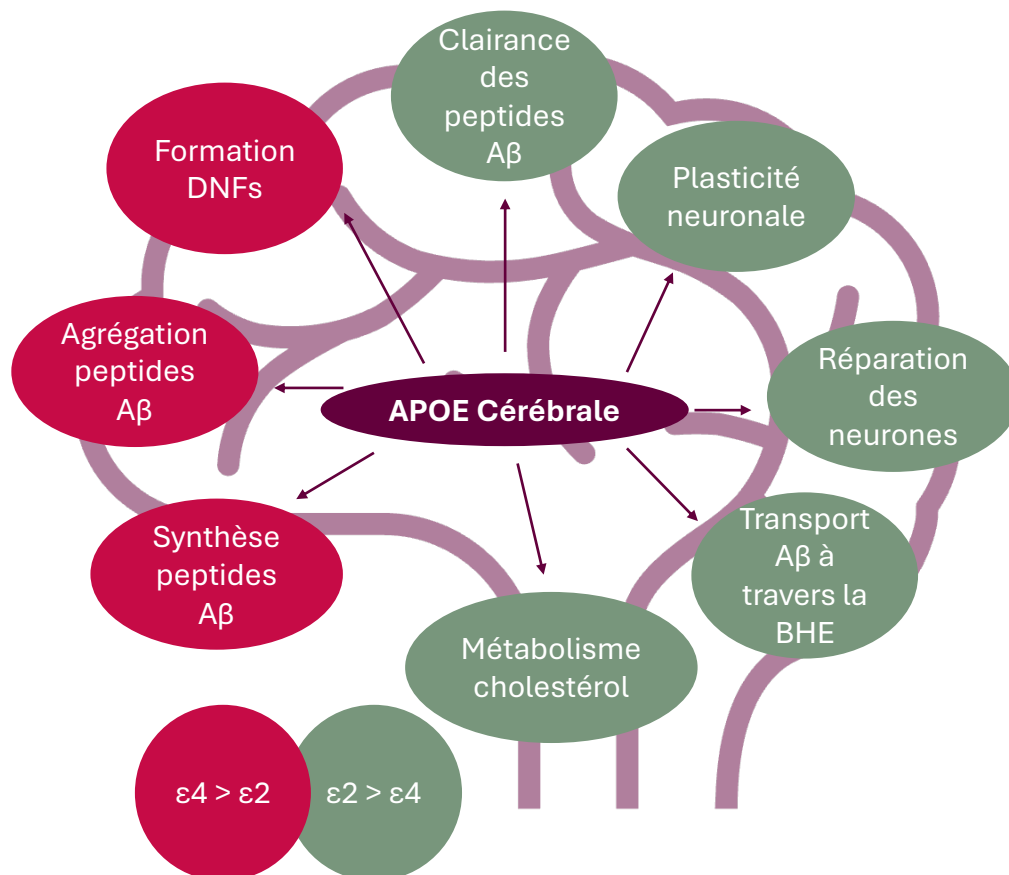 Clairance
des
peptides
Aβ
Formation
DNFs
Plasticité
neuronale
Agrégation
peptides
Aβ
APOE Cérébrale
Réparation
des
neurones
Synthèse
peptides
Aβ
Transport
Aβ à
travers la
BHE
Métabolisme
cholestérol
ε4 > ε2
ε2 > ε4